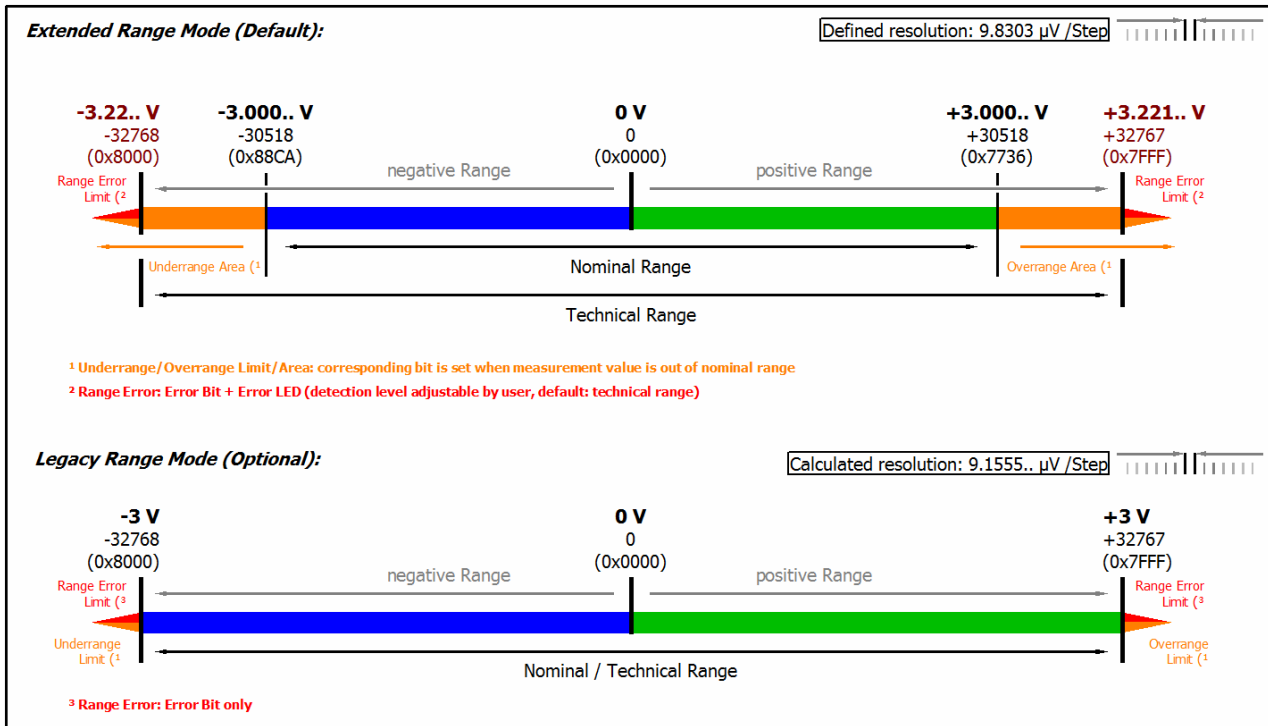 Extended Range Mode (Default):
Defined resolution: 9.8303 µV /Step
-3.22.. V
-3.000.. V
0 V
+3.000.. V
+3.221.. V
-32768
-30518
0
+30518
+32767
(0x8000)
(0x88CA)
(0x0000)
(0x7736)
(0x7FFF)
negative Range
positive Range
Range Error
Limit (²
Range Error
Limit (²
Underrange Area (¹
Nominal Range
Overrange Area (¹
Technical Range
¹ Underrange/Overrange Limit/Area: corresponding bit is set when measurement value is out of nominal range
² Range Error: Error Bit + Error LED (detection level adjustable by user, default: technical range)
Legacy Range Mode (Optional):
Calculated resolution: 9.1555.. µV /Step
-3 V
0 V
+3 V
-32768
0
+32767
(0x8000)
(0x0000)
(0x7FFF)
negative Range
positive Range
Range Error
Limit (³
Range Error
Limit (³
Underrange
Limit (¹
Overrange
Limit (¹
Nominal / Technical Range
³ Range Error: Error Bit only